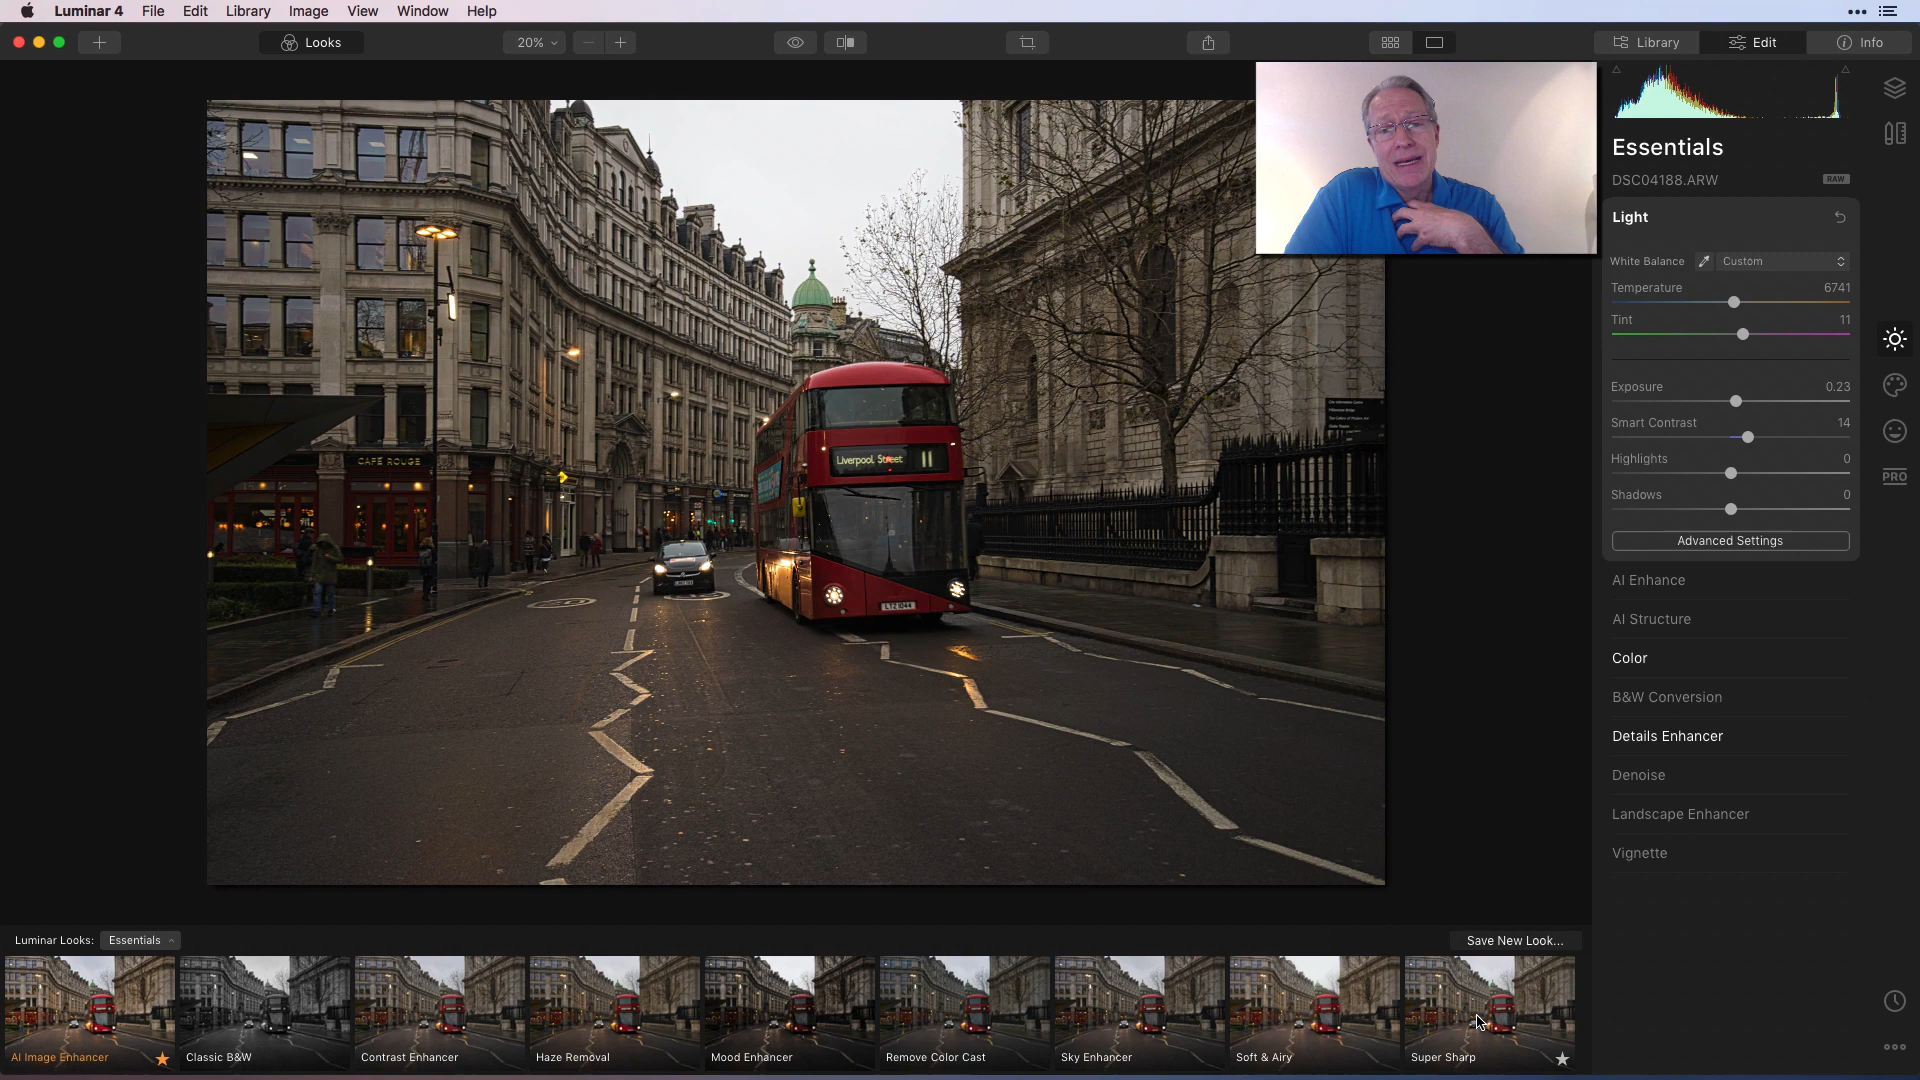 Luminar 4 File Edit Library Image View Window Help
Looks 20% Library Edit Info
Essentials
DSC04188.ARW RAW
Light
White Balance Custom
Temperature 6741
Tint 11
Exposure 0.23
Smart Contrast 14
Highlights 0
Shadows 0
Advanced Settings
AI Enhance
AI Structure
Color
B&W Conversion
Details Enhancer
Denoise
Landscape Enhancer
Vignette
PRO
CAFÉ ROUGE
Liverpool Street 11
Luminar Looks: Essentials
Save New Look...
AI Image Enhancer
Classic B&W
Contrast Enhancer
Haze Removal
Mood Enhancer
Remove Color Cast
Sky Enhancer
Soft & Airy
Super Sharp